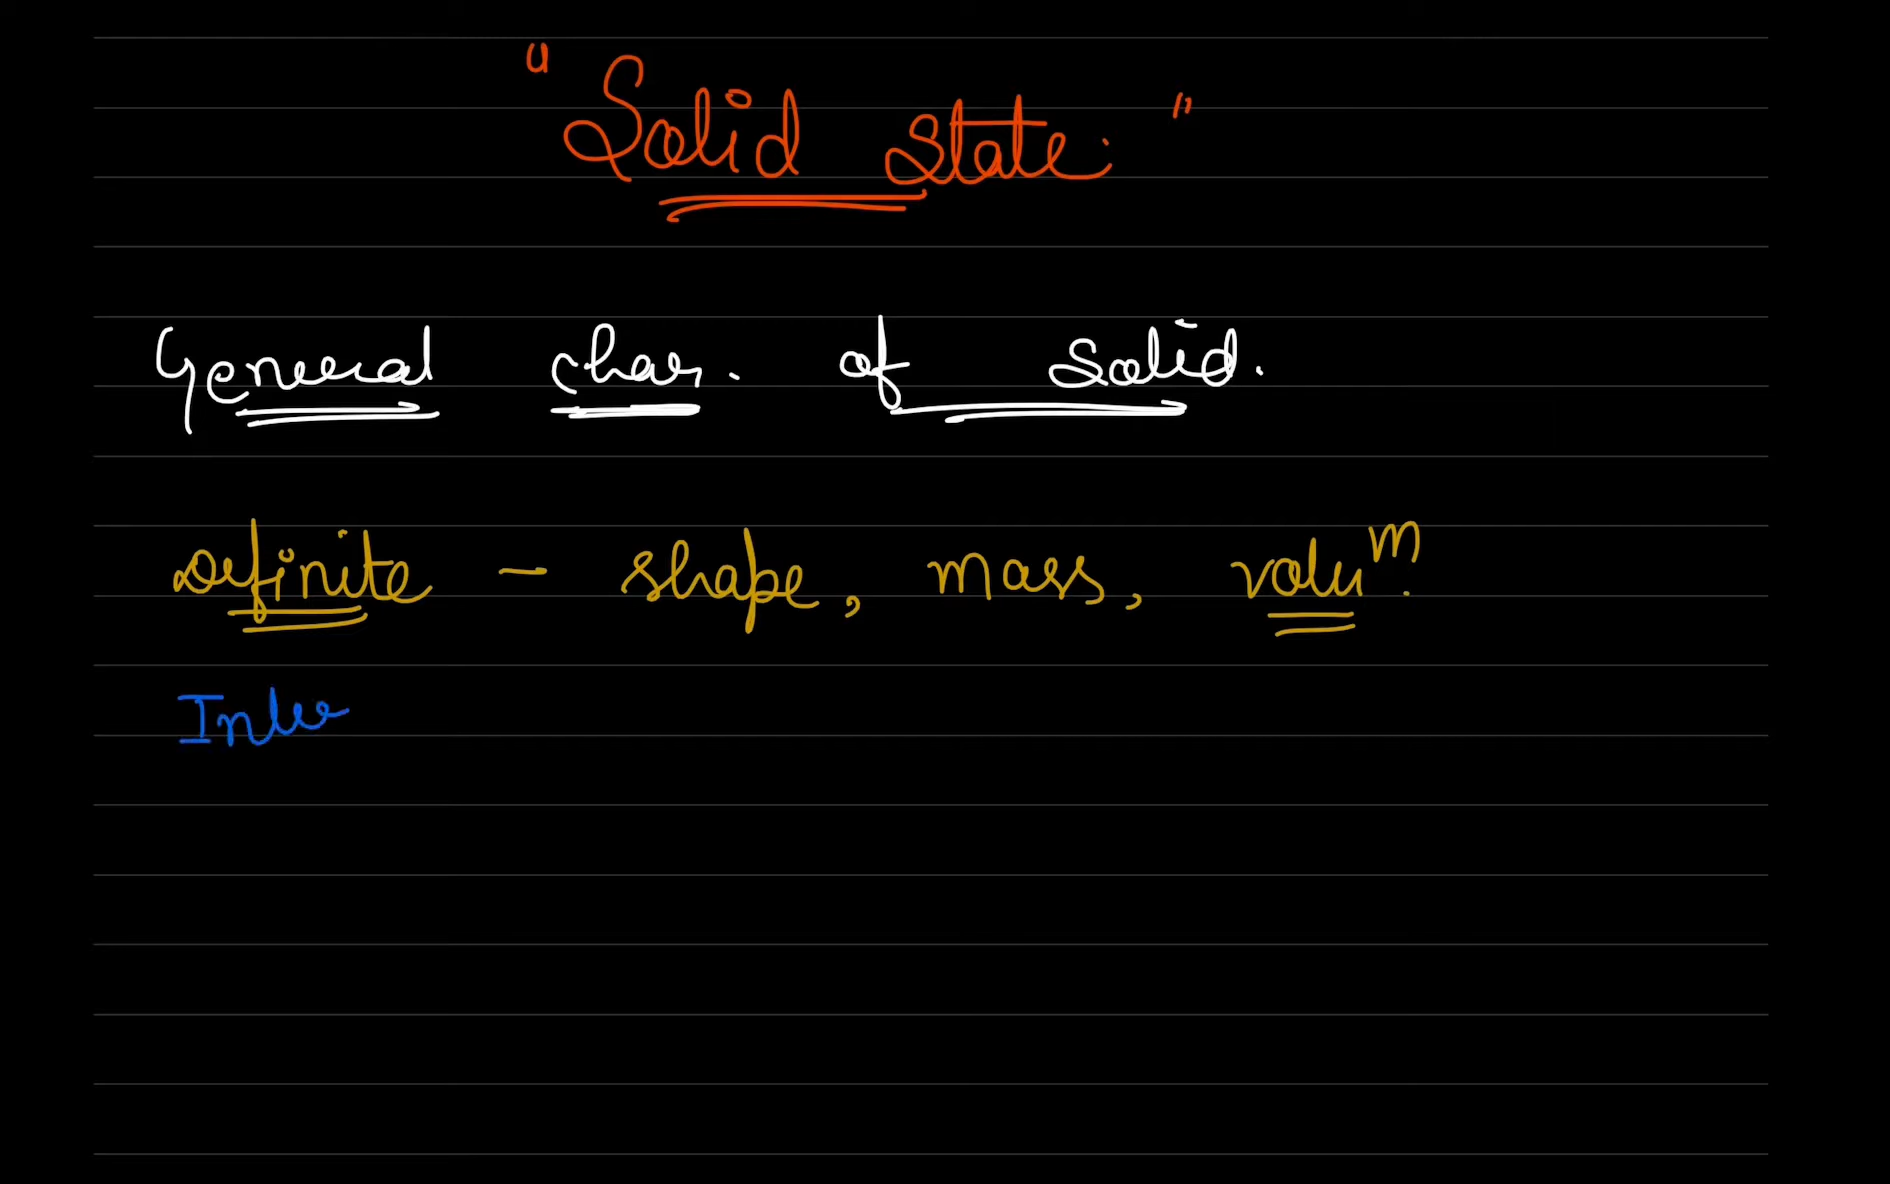 "Solid State."
General char. of Solid.
Definite - shape, mass, volum.
Inte